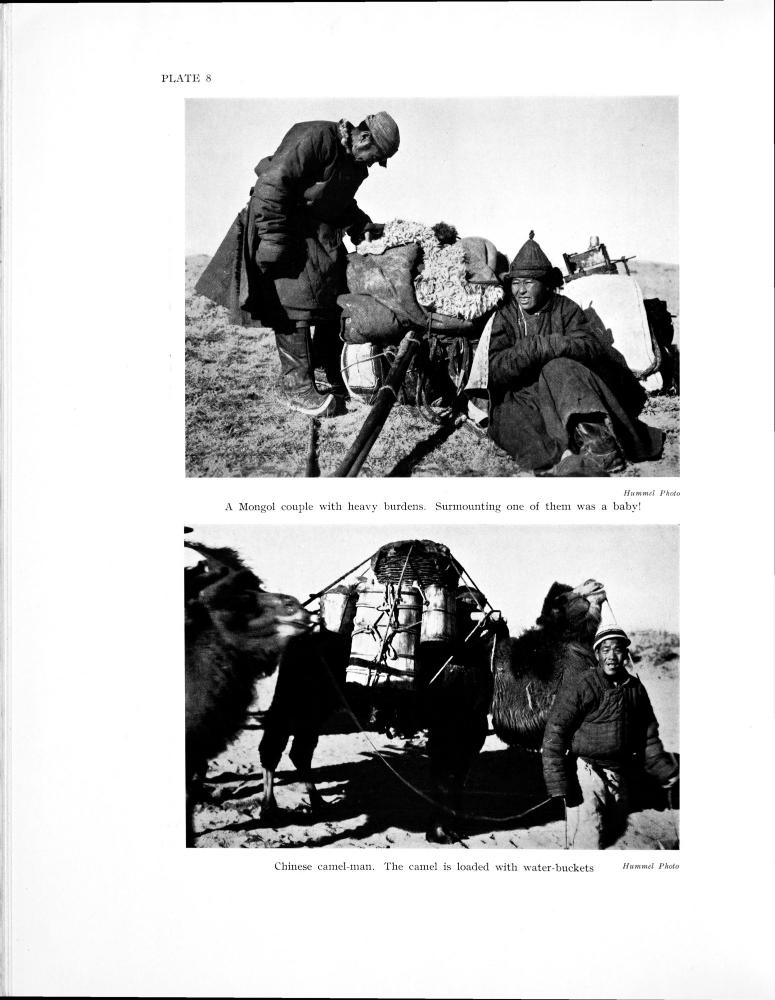 PLATE 8
Hummel Photo
A Mongol couple with heavy burdens. Surmounting one of them was a baby!
Chinese camel-man. The camel is loaded with water-buckets Hummel Photo